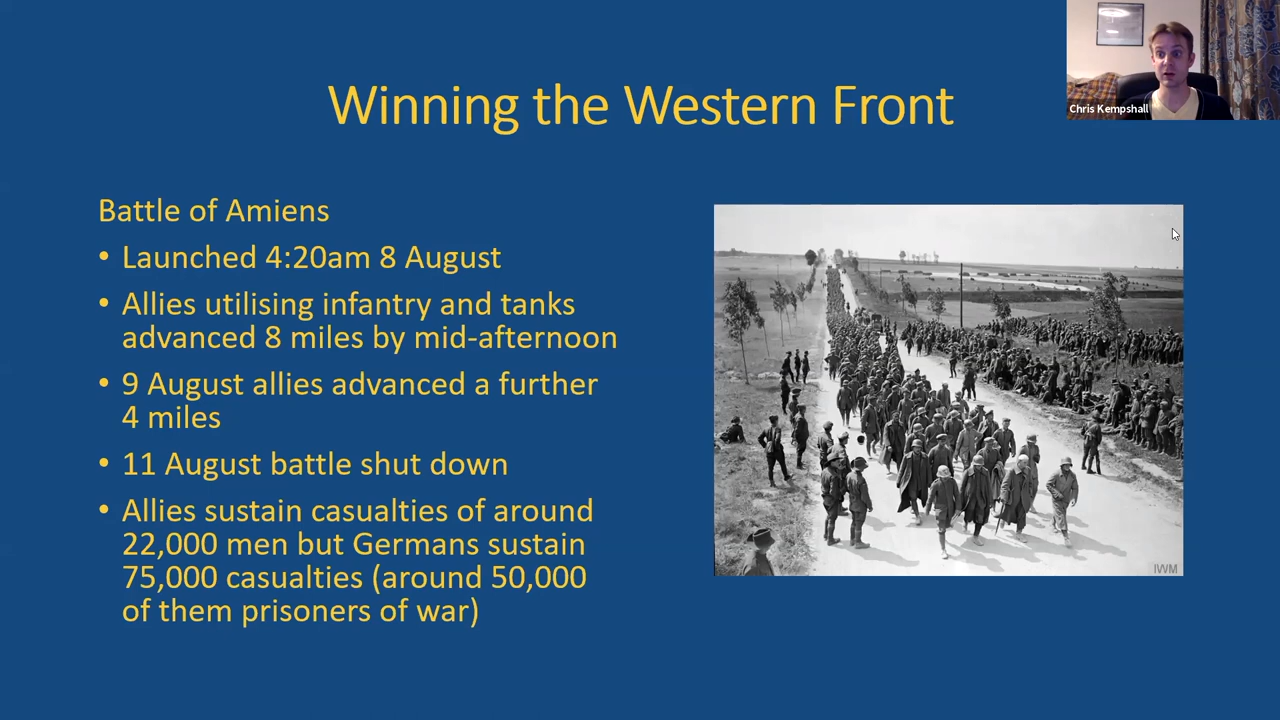 Winning the Western Front
Chris Kempshall
Battle of Amiens
• Launched 4:20am 8 August
• Allies utilising infantry and tanks
advanced 8 miles by mid-afternoon
• 9 August allies advanced a further
4 miles
• 11 August battle shut down
• Allies sustain casualties of around
22,000 men but Germans sustain
75,000 casualties (around 50,000
of them prisoners of war)
IWM